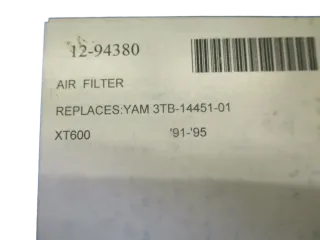 12-94380
AIR FILTER
REPLACES:YAM 3TB-14451-01
XT600 '91-'95